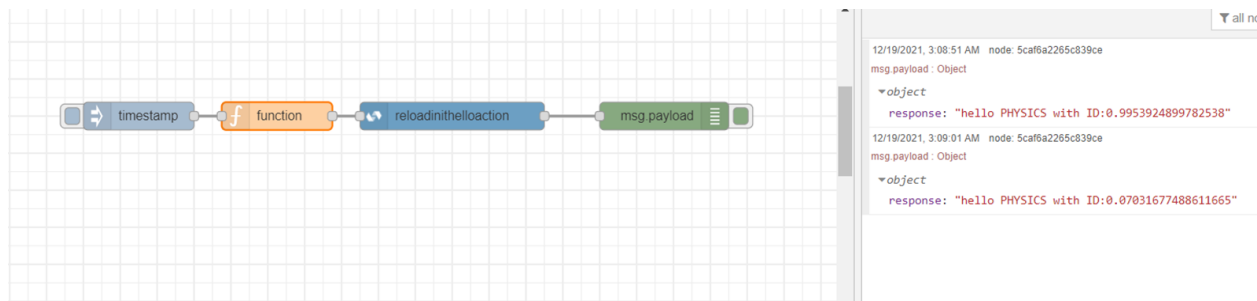 timestamp
function
reloadinithelloaction
msg.payload
all no
12/19/2021, 3:08:51 AM node: 5caf6a2265c839ce
msg.payload : Object
object
response: "hello PHYSICS with ID:0.9953924899782538"
12/19/2021, 3:09:01 AM node: 5caf6a2265c839ce
msg.payload : Object
object
response: "hello PHYSICS with ID:0.07031677488611665"